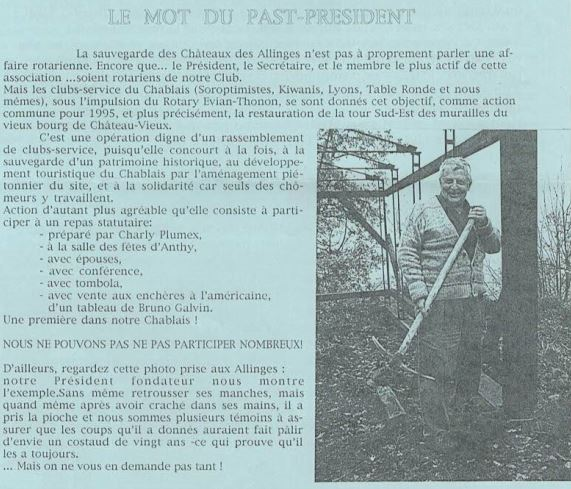 LE MOT DU PAST-PRESIDENT
La sauvegarde des Châteaux des Allinges n'est pas à proprement parler une af-
faire rotarienne. Encore que... le Président, le Secrétaire, et le membre le plus actif de cette
association ...soient rotariens de notre Club.
Mais les clubs-service du Chablais (Soroptimistes, Kiwanis, Lyons, Table Ronde et nous
mêmes), sous l'impulsion du Rotary Evian-Thonon, se sont donnés cet objectif, comme action
commune pour 1995, et plus précisément, la restauration de la tour Sud-Est des murailles du
vieux bourg de Château-Vieux.
C'est une opération digne d'un rassemblement
de clubs-service, puisqu'elle concourt à la fois, à la
sauvegarde d'un patrimoine historique, au développe-
ment touristique du Chablais par l'aménagement pié-
tonnier du site, et à la solidarité car seuls des chô-
meurs y travaillent.
Action d'autant plus agréable qu'elle consiste à parti-
ciper à un repas statutaire:
- préparé par Charly Plumex,
- à la salle des fêtes d'Anthy,
- avec épouses,
- avec conférence,
- avec tombola,
- avec vente aux enchères à l'américaine,
d'un tableau de Bruno Galvin.
Une première dans notre Chablais !
NOUS NE POUVONS PAS NE PAS PARTICIPER NOMBREUX!
D'ailleurs, regardez cette photo prise aux Allinges :
notre Président fondateur nous montre
l'exemple.Sans même retrousser ses manches, mais
quand même après avoir craché dans ses mains, il a
pris la pioche et nous sommes plusieurs témoins à as-
surer que les coups qu'il a donnés auraient fait pâlir
d'envie un costaud de vingt ans -ce qui prouve qu'il
les a toujours.
... Mais on ne vous en demande pas tant !